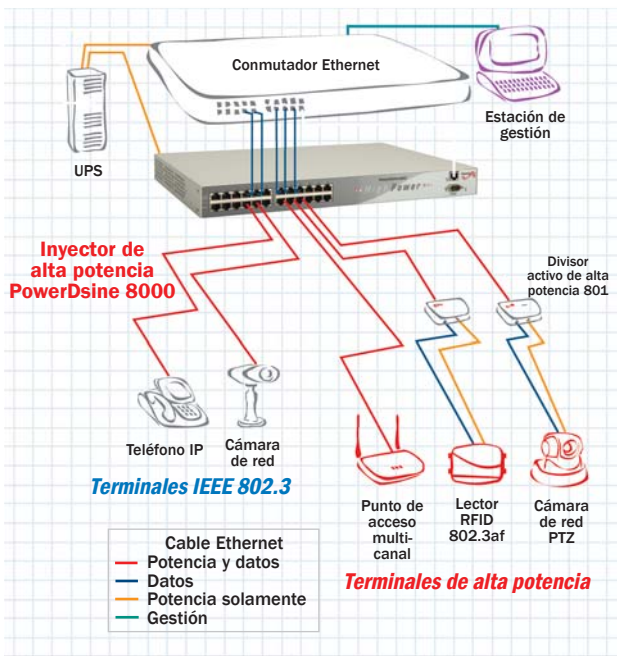 Conmutador Ethernet
Estación de
gestión
UPS
High Power
Inyector de
alta potencia
PowerDsine 8000
Divisor
activo de alta
potencia 801
Teléfono IP
Cámara
de red
Terminales IEEE 802.3
Punto de
acceso
multi-
canal
Lector
RFID
802.3af
Cámara
de red
PTZ
Terminales de alta potencia
Cable Ethernet
Potencia y datos
Datos
Potencia solamente
Gestión